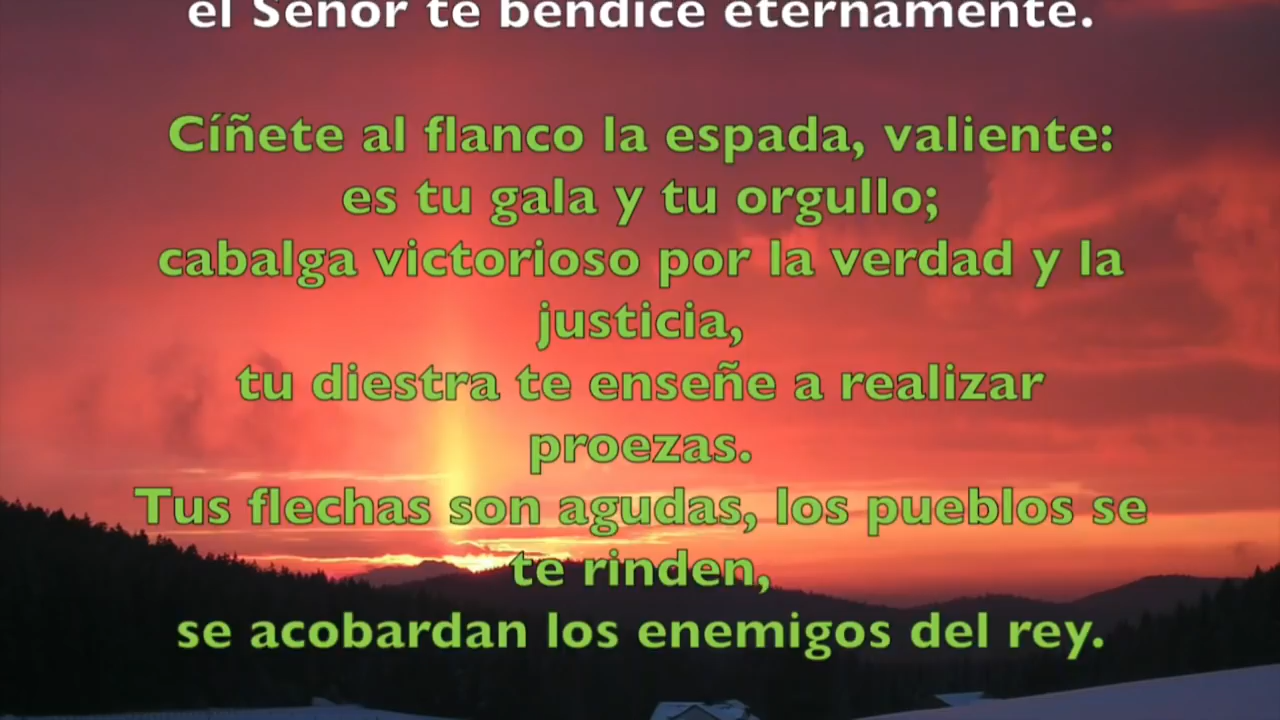 el Señor te bendice eternamente.
Cíñete al flanco la espada, valiente:
es tu gala y tu orgullo;
cabalga victorioso por la verdad y la
justicia,
tu diestra te enseñe a realizar
proezas.
Tus flechas son agudas, los pueblos se
te rinden,
se acobardan los enemigos del rey.